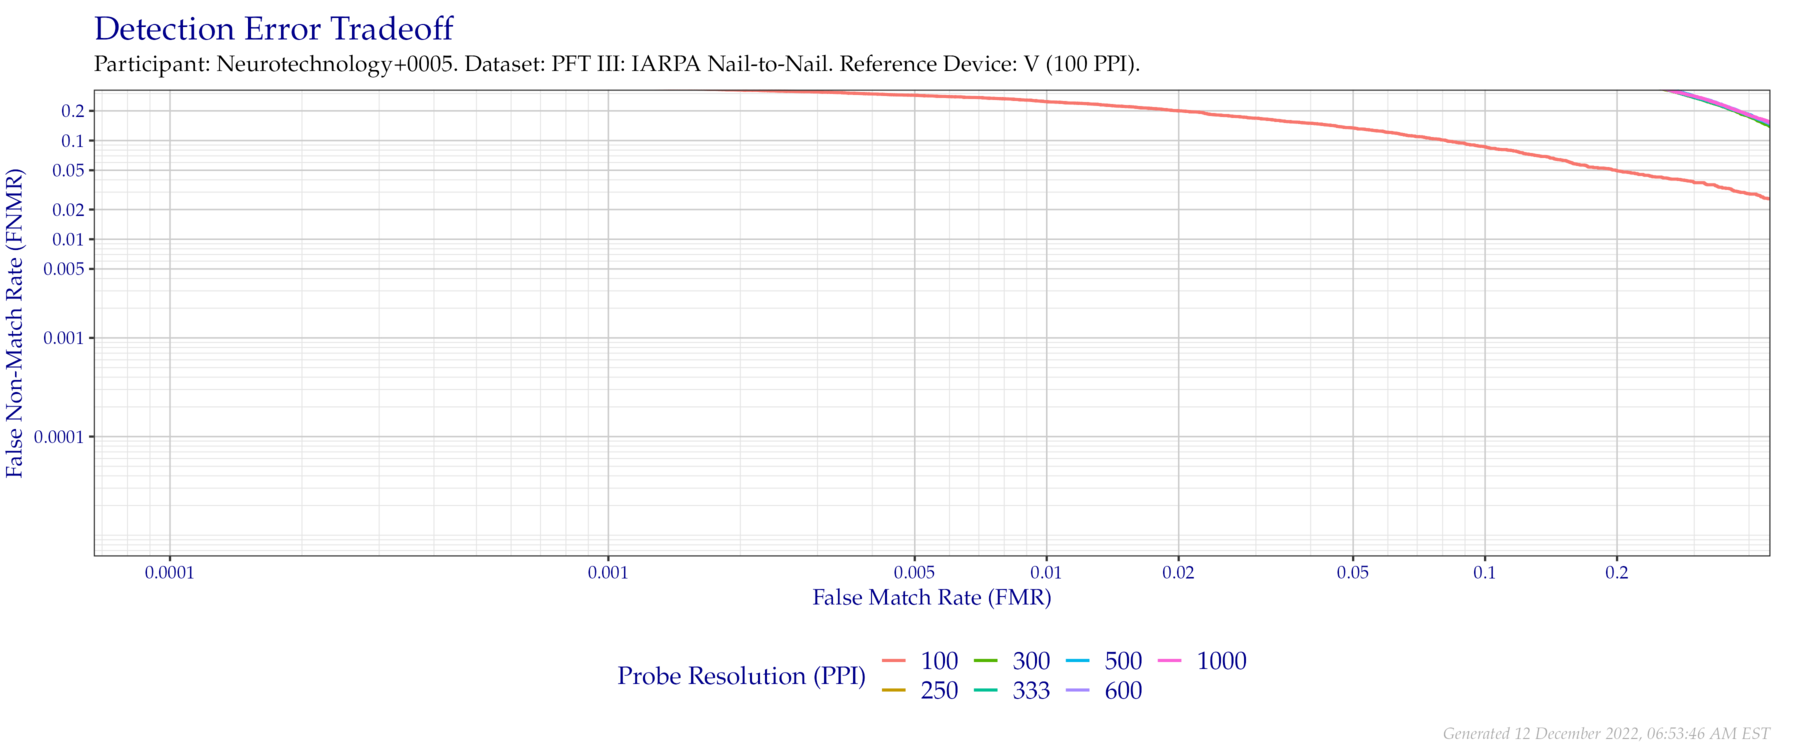 Detection Error Tradeoff
Participant: Neurotechnology+0005. Dataset: PFT III: IARPA Nail-to-Nail. Reference Device: V (100 PPI).
False Non-Match Rate (FNMR)
0.2
0.1
0.05
0.02
0.01
0.005
0.001
0.0001
0.0001 0.001 0.005 0.01 0.02 0.05 0.1 0.2
False Match Rate (FMR)
Probe Resolution (PPI)
100 300 500 1000
250 333 600
Generated 12 December 2022, 06:53:46 AM EST